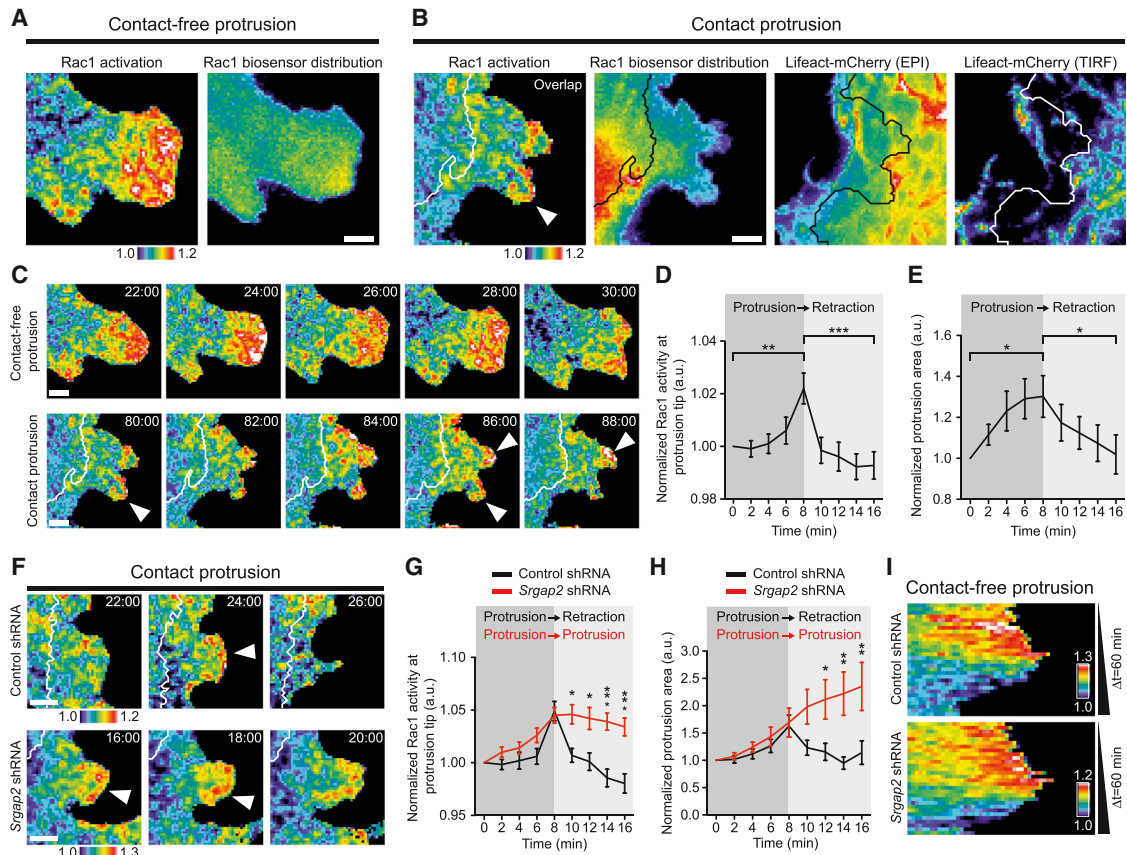 A
Contact-free protrusion
Rac1 activation
Rac1 biosensor distribution
1.0
1.2
B
Contact protrusion
Rac1 activation
Rac1 biosensor distribution
Lifeact-mCherry (EPI)
Lifeact-mCherry (TIRF)
Overlap
1.0
1.2
C
Contact-free
protrusion
22:00
24:00
26:00
28:00
30:00
Contact protrusion
80:00
82:00
84:00
86:00
88:00
D
Normalized Rac1 activity at
protrusion tip (a.u.)
Protrusion
Retraction
**
***
1.04
1.02
1.00
0.98
0 2 4 6 8 10 12 14 16
Time (min)
E
Normalized protrusion area (a.u.)
Protrusion
Retraction
*
*
1.6
1.4
1.2
1.0
0.8
0 2 4 6 8 10 12 14 16
Time (min)
F
Contact protrusion
Control shRNA
22:00
24:00
26:00
1.0
1.2
Srgap2 shRNA
16:00
18:00
20:00
1.0
1.3
G
Control shRNA
Srgap2 shRNA
Normalized Rac1 activity at
protrusion tip (a.u.)
Protrusion
Retraction
Protrusion
Protrusion
* * *** ***
1.10
1.05
1.00
0.95
0 2 4 6 8 10 12 14 16
Time (min)
H
Control shRNA
Srgap2 shRNA
Normalized protrusion area (a.u.)
Protrusion
Retraction
Protrusion
Protrusion
* ** **
3.0
2.5
2.0
1.5
1.0
0.5
0.0
0 2 4 6 8 10 12 14 16
Time (min)
I
Contact-free protrusion
Control shRNA
1.3
1.0
Δt=60 min
Srgap2 shRNA
1.2
1.0
Δt=60 min